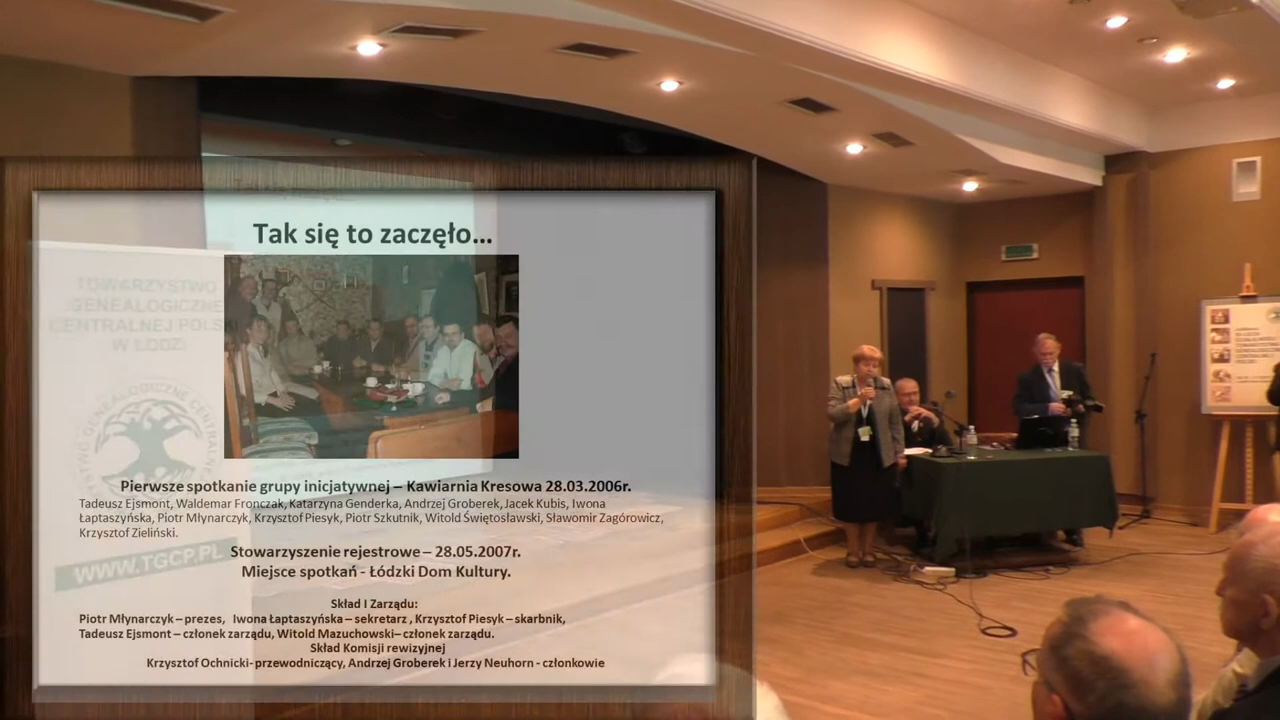 Tak się to zaczęło...
TOWARZYSTWO
GENEALOGICZNE
CENTRALNEJ POLSKI
W ŁODZI
Pierwsze spotkanie grupy inicjatywnej – Kawiarnia Kresowa 28.03.2006r.
Tadeusz Ejsmont, Waldemar Fronczak, Katarzyna Genderka, Andrzej Groberek, Jacek Kubis, Iwona
Łaptaszyńska, Piotr Młynarczyk, Krzysztof Piesyk, Piotr Szkutnik, Witold Świętosławski, Sławomir Zagórowicz,
Krzysztof Zieliński.
Stowarzyszenie rejestrowe – 28.05.2007r.
WWW.TGCP.PL
Miejsce spotkań - Łódzki Dom Kultury.
Skład I Zarządu:
Piotr Młynarczyk – prezes, Iwona Łaptaszyńska – sekretarz , Krzysztof Piesyk – skarbnik,
Tadeusz Ejsmont – członek zarządu, Witold Mazuchowski– członek zarządu.
Skład Komisji rewizyjnej
Krzysztof Ochnicki- przewodniczący, Andrzej Groberek i Jerzy Neuhorn - członkowie